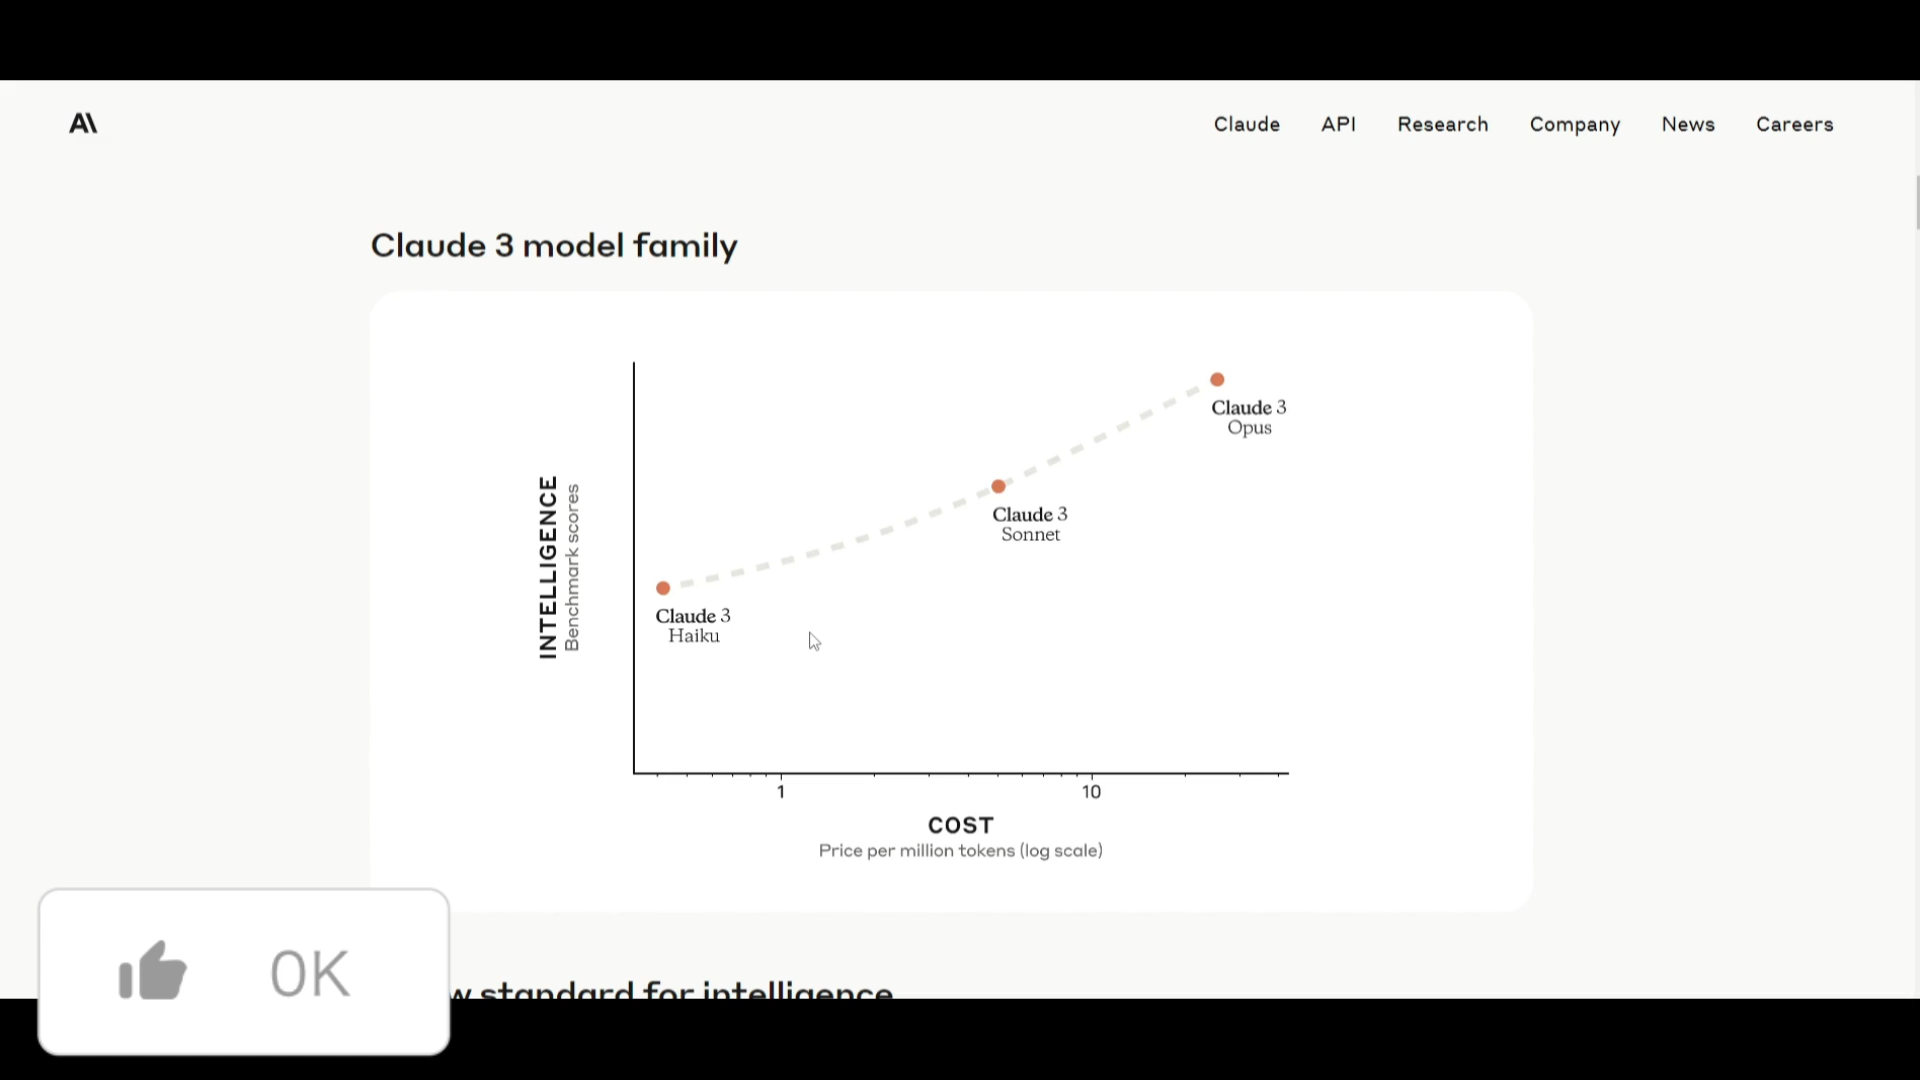 A\
Claude API Research Company News Careers
Claude 3 model family
INTELLIGENCE
Benchmark scores
Claude 3
Opus
Claude 3
Sonnet
Claude 3
Haiku
1 10
COST
Price per million tokens (log scale)
0K
w standard for intelligence